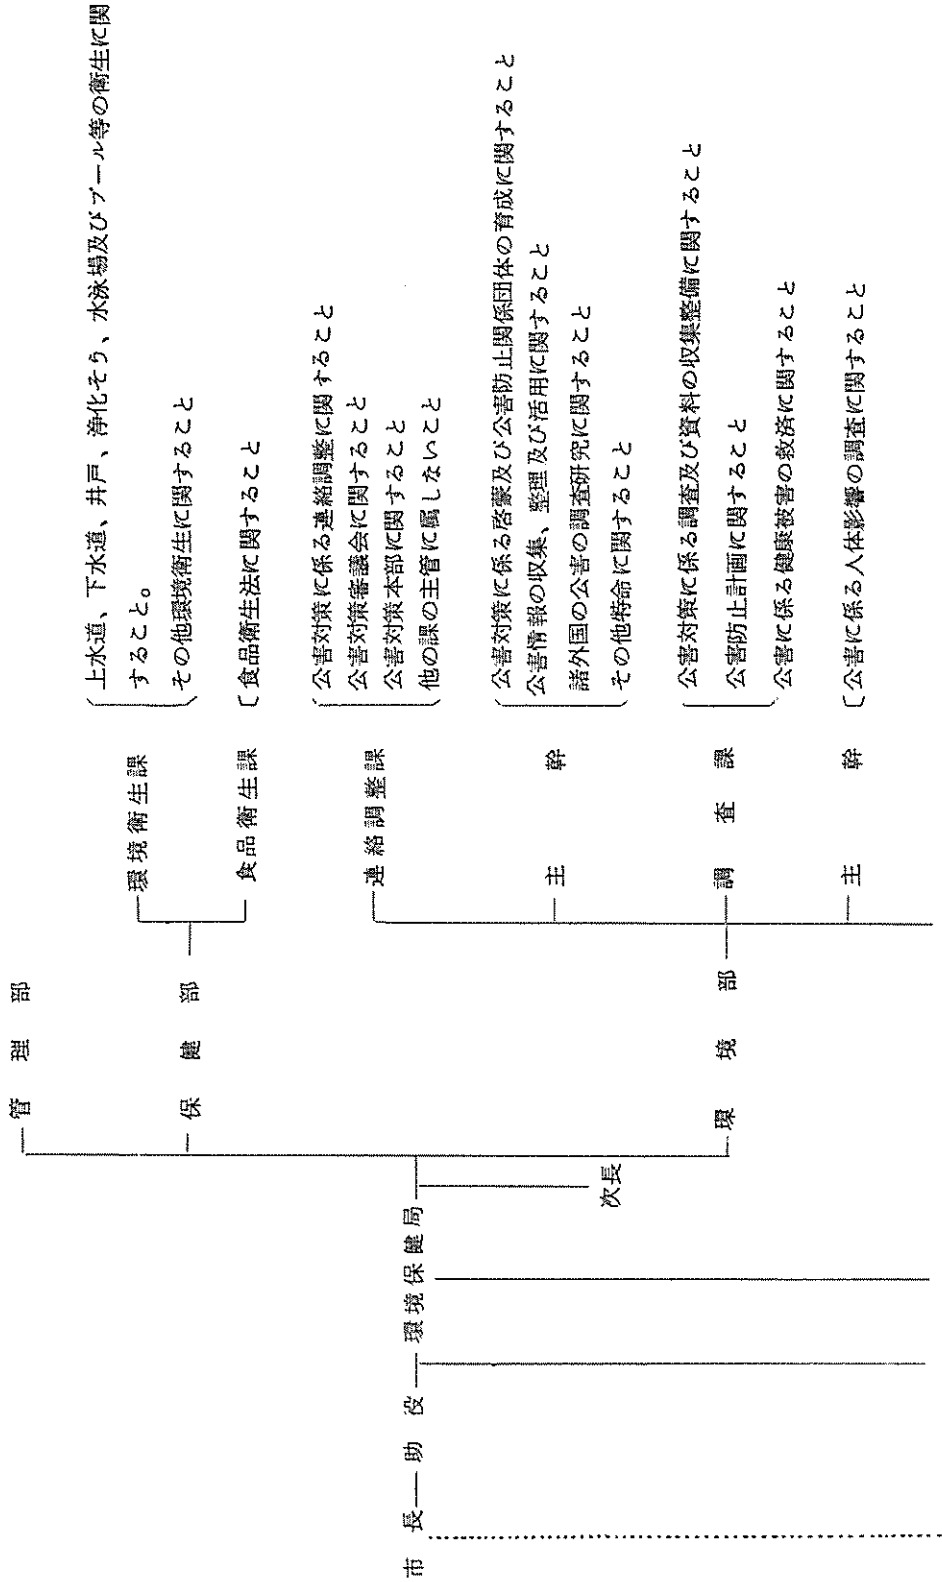 市長
助役
環境保健局
次長
管理部
保健部
環境衛生課
上水道、下水道、井戸、浄化そう、水泳場及びプール等の衛生に関
すること。
その他環境衛生に関すること
食品衛生課
食品衛生法に関すること
環境部
連絡調整課
公害対策に係る連絡調整に関すること
公害対策審議会に関すること
公害対策本部に関すること
他の課の主管に属しないこと
主幹
公害対策に係る啓蒙及び公害防止関係団体の育成に関すること
公害情報の収集、整理及び活用に関すること
諸外国の公害の調査研究に関すること
その他特命に関すること
調査課
公害対策に係る調査及び資料の収集整備に関すること
公害防止計画に関すること
公害に係る健康被害の救済に関すること
主幹
公害に係る人体影響の調査に関すること